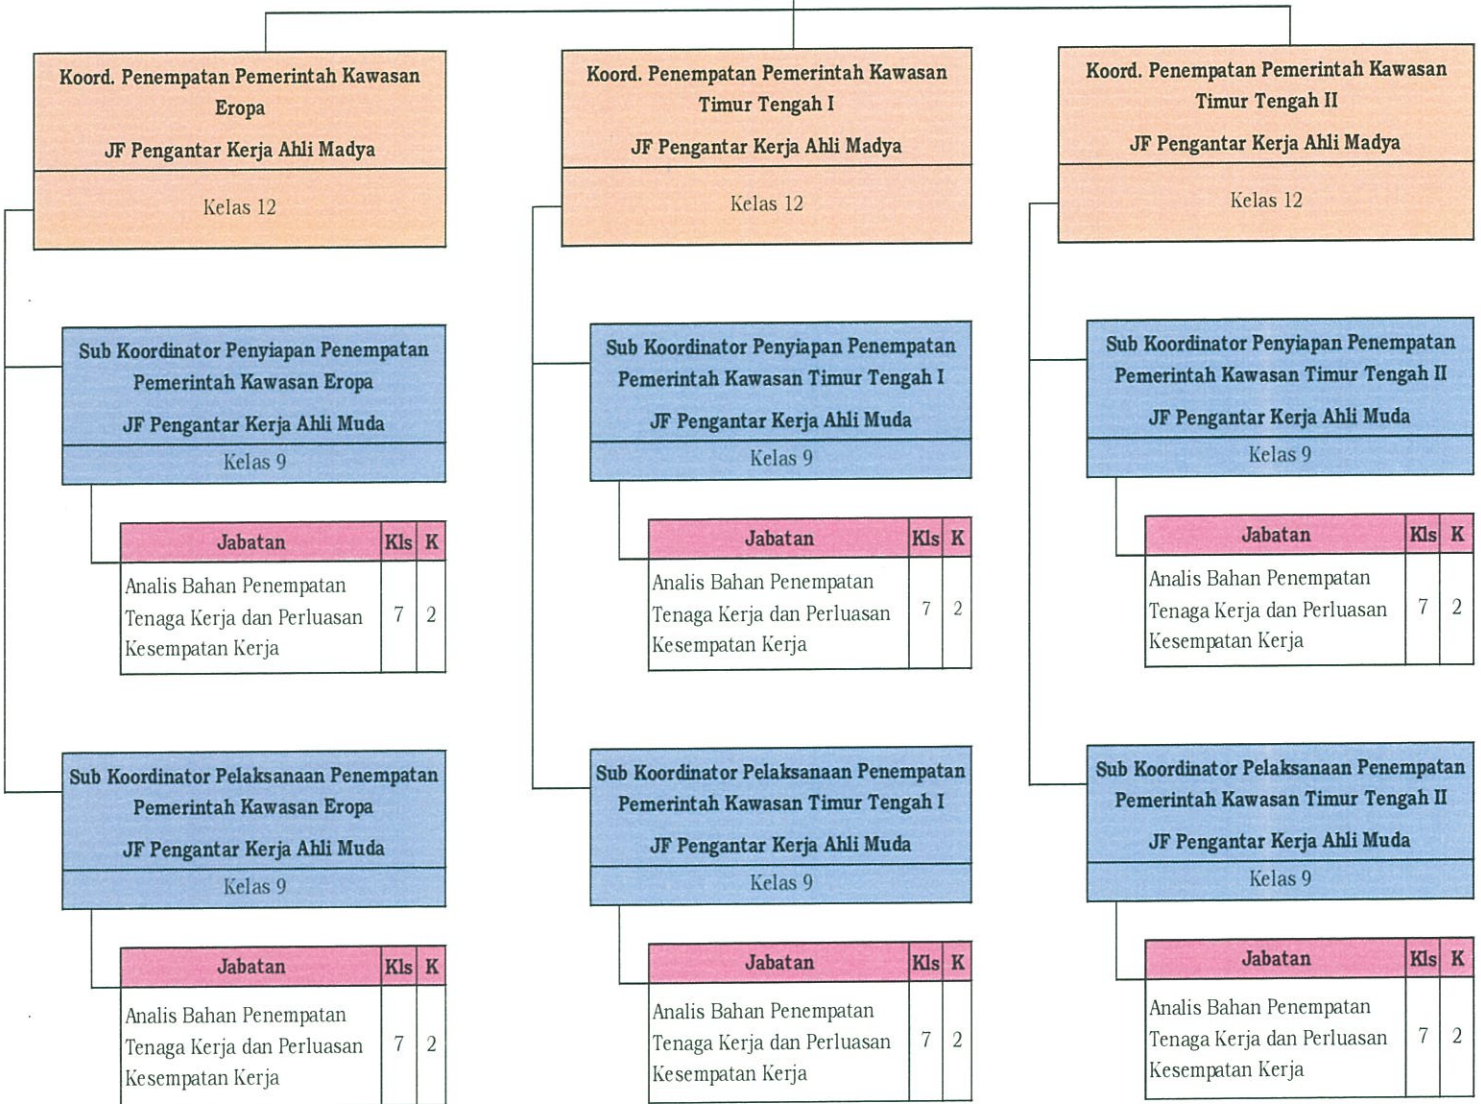 Koord. Penempatan Pemerintah Kawasan
Eropa
JF Pengantar Kerja Ahli Madya
Kelas 12
Sub Koordinator Penyiapan Penempatan
Pemerintah Kawasan Eropa
JF Pengantar Kerja Ahli Muda
Kelas 9
Jabatan Kls K
Analis Bahan Penempatan
Tenaga Kerja dan Perluasan 7 2
Kesempatan Kerja
Sub Koordinator Pelaksanaan Penempatan
Pemerintah Kawasan Eropa
JF Pengantar Kerja Ahli Muda
Kelas 9
Jabatan Kls K
Analis Bahan Penempatan
Tenaga Kerja dan Perluasan 7 2
Kesempatan Kerja
Koord. Penempatan Pemerintah Kawasan
Timur Tengah I
JF Pengantar Kerja Ahli Madya
Kelas 12
Sub Koordinator Penyiapan Penempatan
Pemerintah Kawasan Timur Tengah I
JF Pengantar Kerja Ahli Muda
Kelas 9
Jabatan Kls K
Analis Bahan Penempatan
Tenaga Kerja dan Perluasan 7 2
Kesempatan Kerja
Sub Koordinator Pelaksanaan Penempatan
Pemerintah Kawasan Timur Tengah I
JF Pengantar Kerja Ahli Muda
Kelas 9
Jabatan Kls K
Analis Bahan Penempatan
Tenaga Kerja dan Perluasan 7 2
Kesempatan Kerja
Koord. Penempatan Pemerintah Kawasan
Timur Tengah II
JF Pengantar Kerja Ahli Madya
Kelas 12
Sub Koordinator Penyiapan Penempatan
Pemerintah Kawasan Timur Tengah II
JF Pengantar Kerja Ahli Muda
Kelas 9
Jabatan Kls K
Analis Bahan Penempatan
Tenaga Kerja dan Perluasan 7 2
Kesempatan Kerja
Sub Koordinator Pelaksanaan Penempatan
Pemerintah Kawasan Timur Tengah II
JF Pengantar Kerja Ahli Muda
Kelas 9
Jabatan Kls K
Analis Bahan Penempatan
Tenaga Kerja dan Perluasan 7 2
Kesempatan Kerja